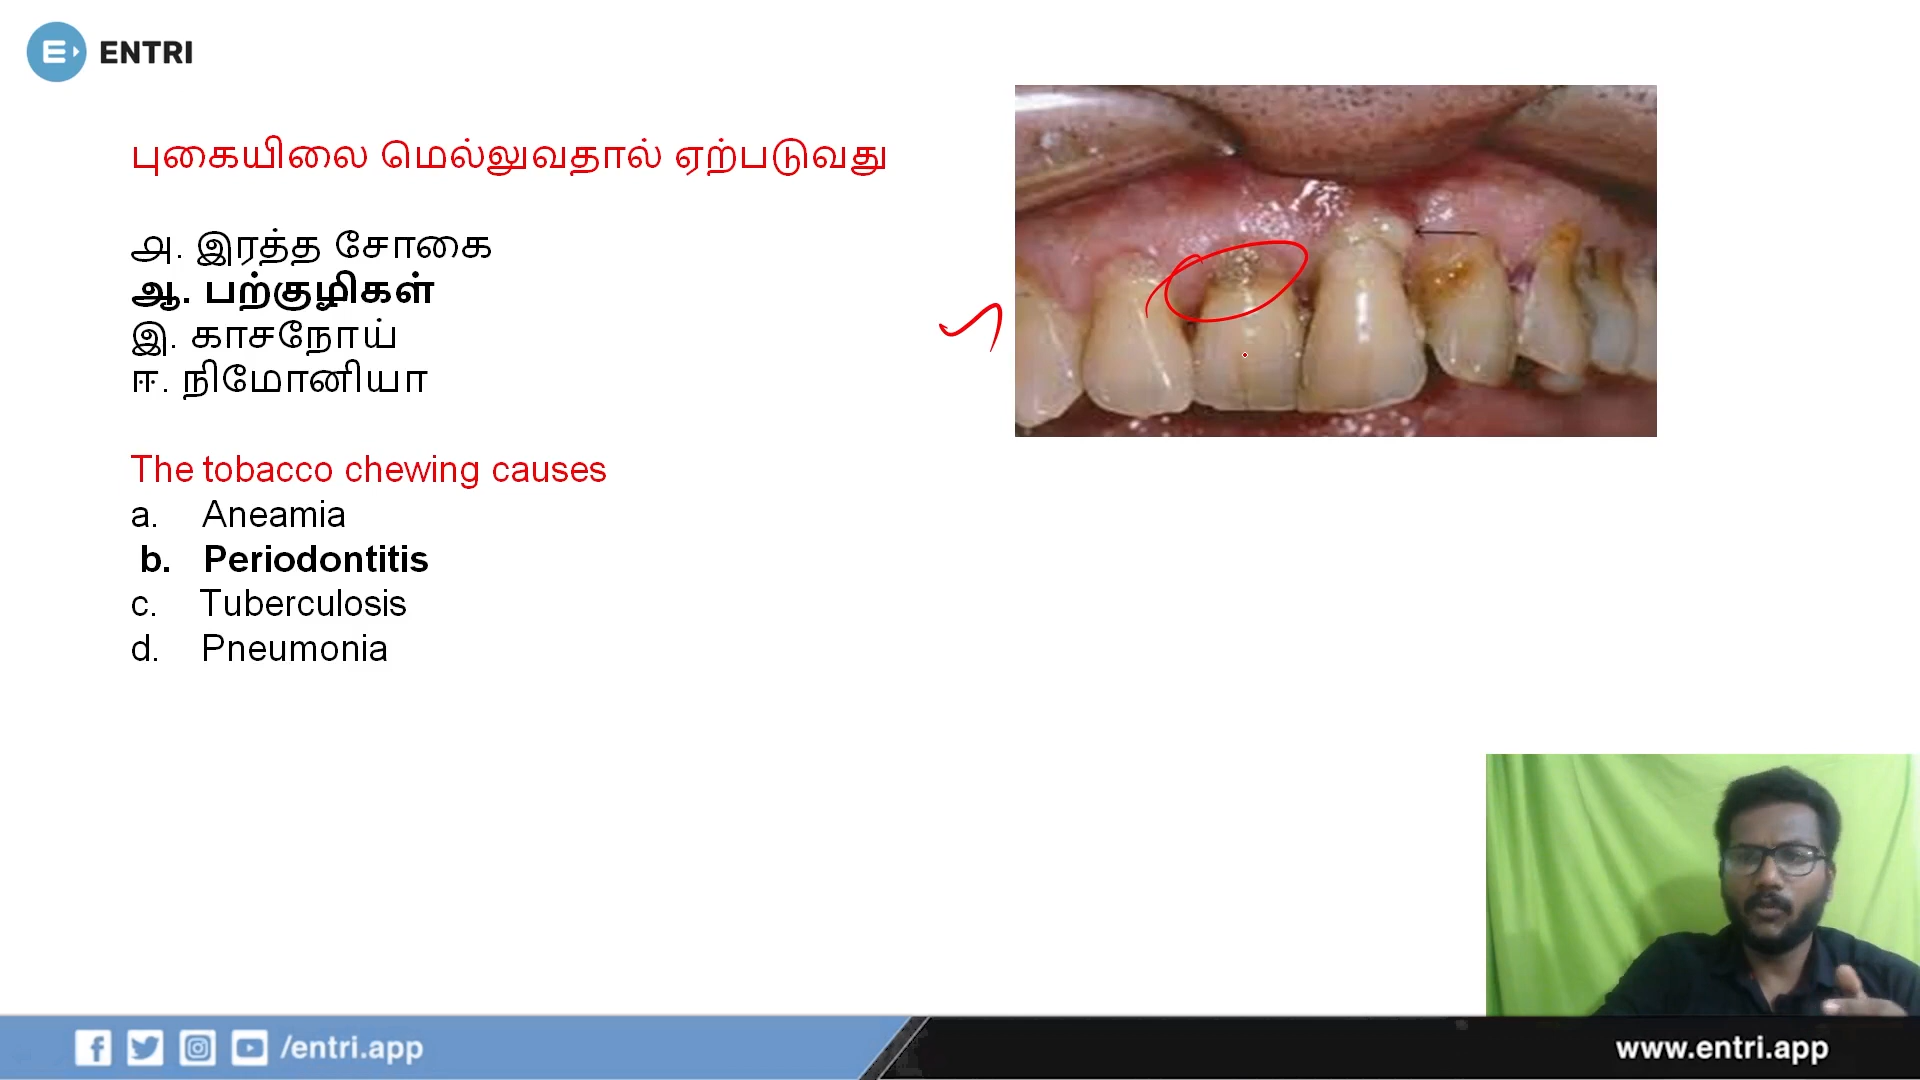 ENTRI
புகையிலை மெல்லுவதால் ஏற்படுவது
அ. இரத்த சோகை
ஆ. பற்குழிகள்
இ. காசநோய்
ஈ. நிமோனியா
The tobacco chewing causes
a. Aneamia
b. Periodontitis
c. Tuberculosis
d. Pneumonia
/entri.app
www.entri.app